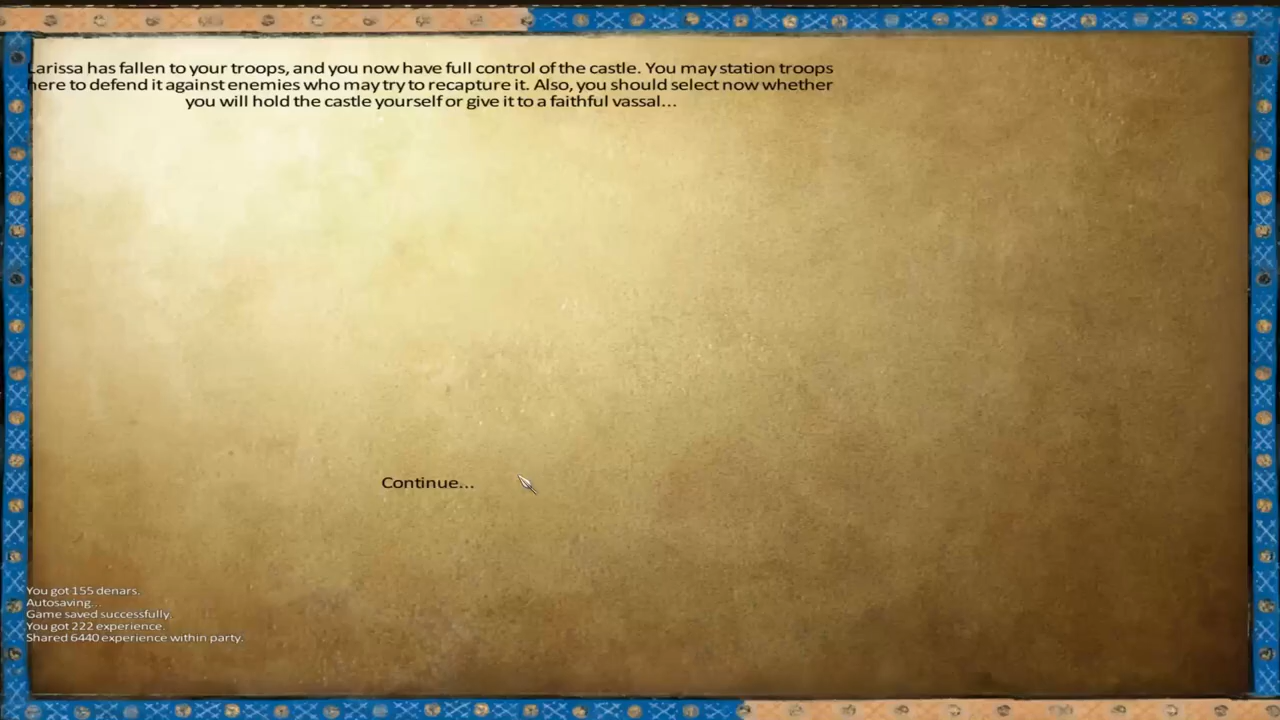 Larissa has fallen to your troops, and you now have full control of the castle. You may station troops
here to defend it against enemies who may try to recapture it. Also, you should select now whether
you will hold the castle yourself or give it to a faithful vassal...
Continue...
You got 155 denars.
Autosaving...
Game saved successfully.
You got 222 experience.
Shared 6440 experience within party.